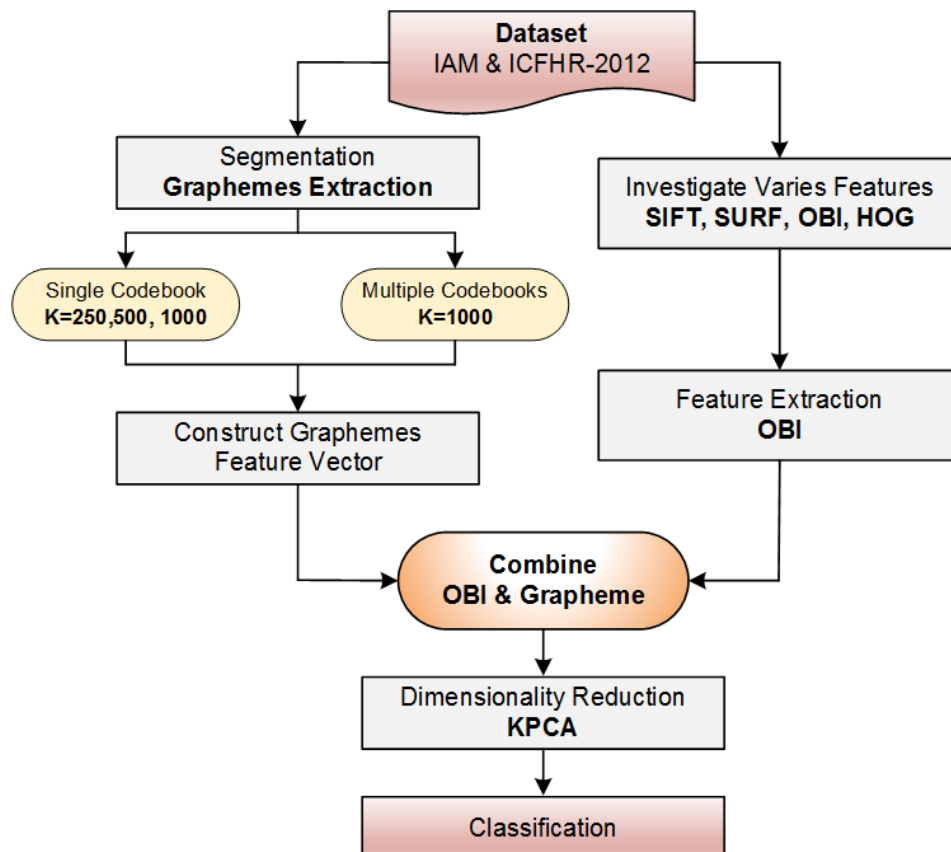 Dataset
IAM & ICFHR-2012
Segmentation
Graphemes Extraction
Investigate Varies Features
SIFT, SURF, OBI, HOG
Single Codebook
K=250,500, 1000
Multiple Codebooks
K=1000
Feature Extraction
OBI
Construct Graphemes
Feature Vector
Combine
OBI & Grapheme
Dimensionality Reduction
KPCA
Classification